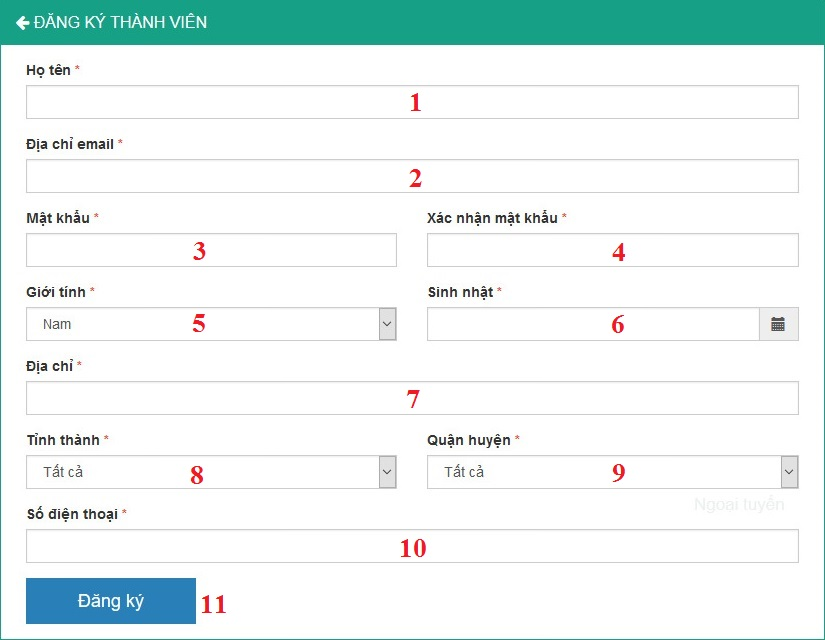 ĐĂNG KÝ THÀNH VIÊN
Họ tên *
1
Địa chỉ email *
2
Mật khẩu * Xác nhận mật khẩu *
3 4
Giới tính * Sinh nhật *
Nam 5 6
Địa chỉ *
7
Tỉnh thành * Quận huyện *
Tất cả 8 Tất cả 9
Ngoại tuyến
Số điện thoại *
10
Đăng ký 11